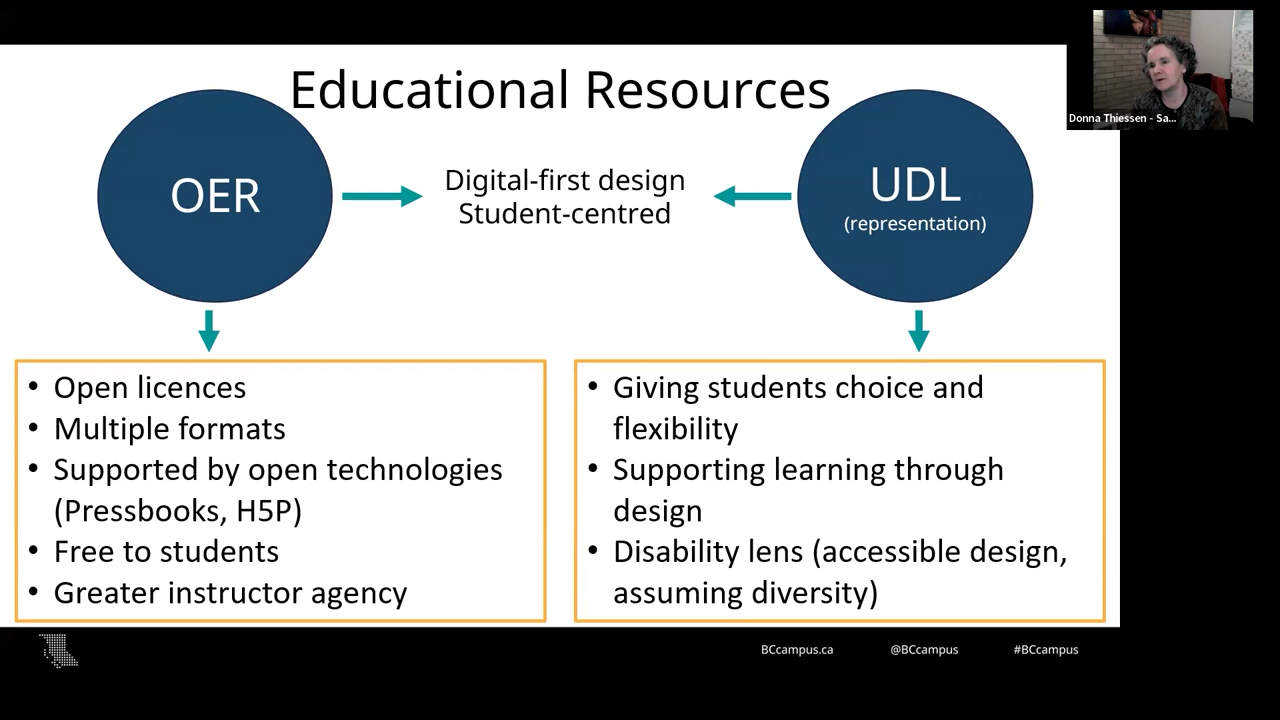 Educational Resources
OER
Digital-first design
Student-centred
UDL
(representation)
Donna Thiessen - Sa...
• Open licences
• Multiple formats
• Supported by open technologies
(Pressbooks, H5P)
• Free to students
• Greater instructor agency
• Giving students choice and
flexibility
• Supporting learning through
design
• Disability lens (accessible design,
assuming diversity)
BCcampus.ca
@BCcampus
#BCcampus